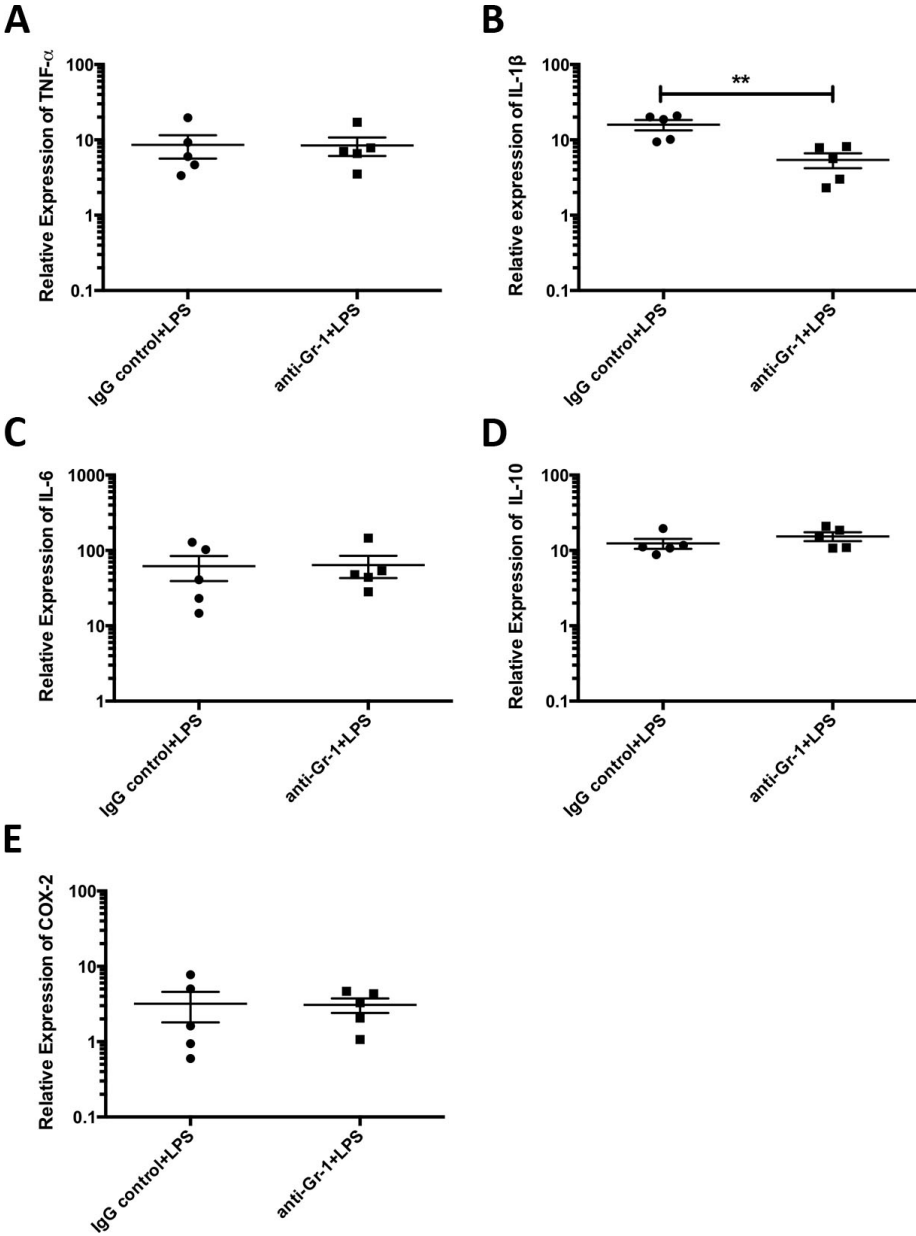 A
Relative Expression of TNF-α
100
10
1
0.1
IgG control+LPS
anti-Gr-1+LPS
B
Relative expression of IL-1β
100
10
1
0.1
**
IgG control+LPS
anti-Gr-1+LPS
C
Relative Expression of IL-6
1000
100
10
1
IgG control+LPS
anti-Gr-1+LPS
D
Relative Expression of IL-10
100
10
1
0.1
IgG control+LPS
anti-Gr-1+LPS
E
Relative Expression of COX-2
100
10
1
0.1
IgG control+LPS
anti-Gr-1+LPS